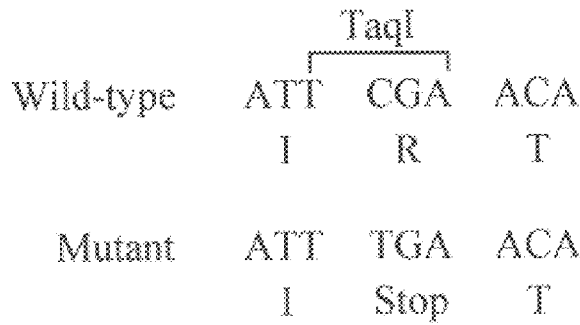 TaqI
Wild-type ATT CGA ACA
I R T
Mutant ATT TGA ACA
I Stop T